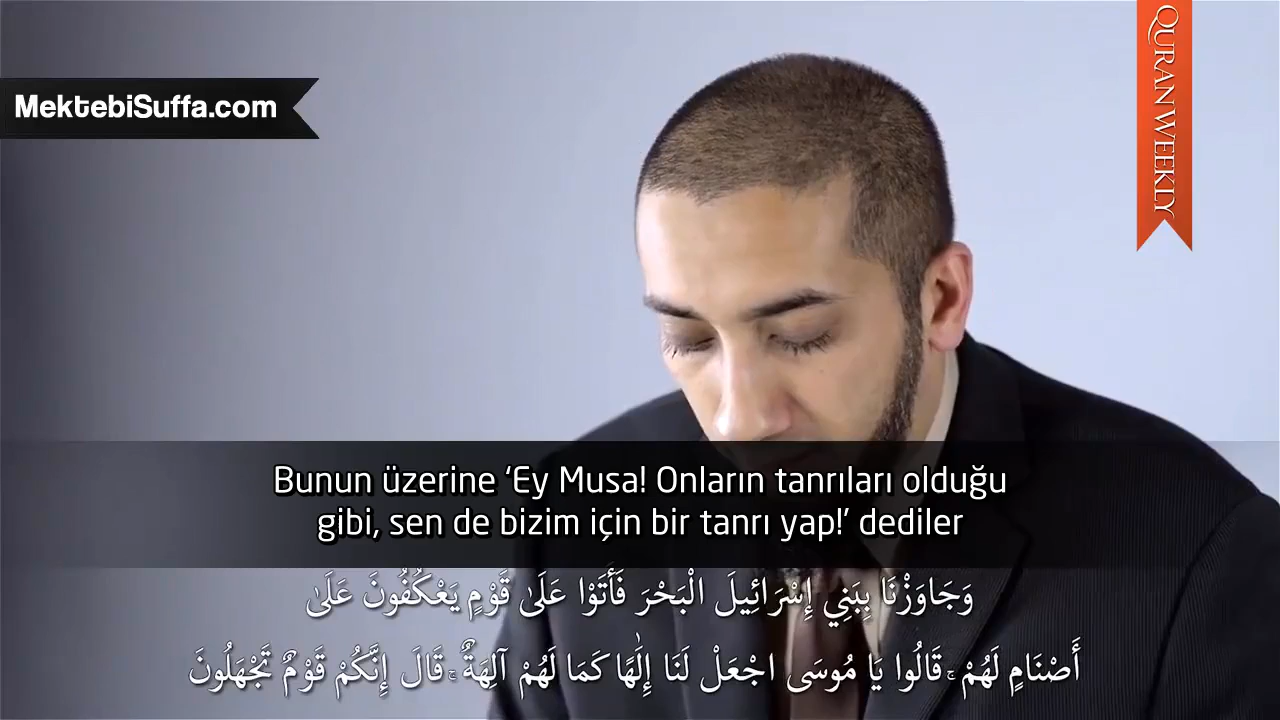 QURAN WEEKLY
MektebiSuffa.com
Bunun üzerine ‘Ey Musa! Onların tanrıları olduğu
gibi, sen de bizim için bir tanrı yap!’ dediler
وَجَاوَزْنَا بِبَنِي إِسْرَائِيلَ الْبَحْرَ فَأَتَوْا عَلَىٰ قَوْمٍ يَعْكُفُونَ عَلَىٰ
أَصْنَامٍ لَهُمْ ۚ قَالُوا يَا مُوسَى اجْعَلْ لَنَا إِلَٰهًا كَمَا لَهُمْ آلِهَةٌ ۚ قَالَ إِنَّكُمْ قَوْمٌ تَجْهَلُونَ